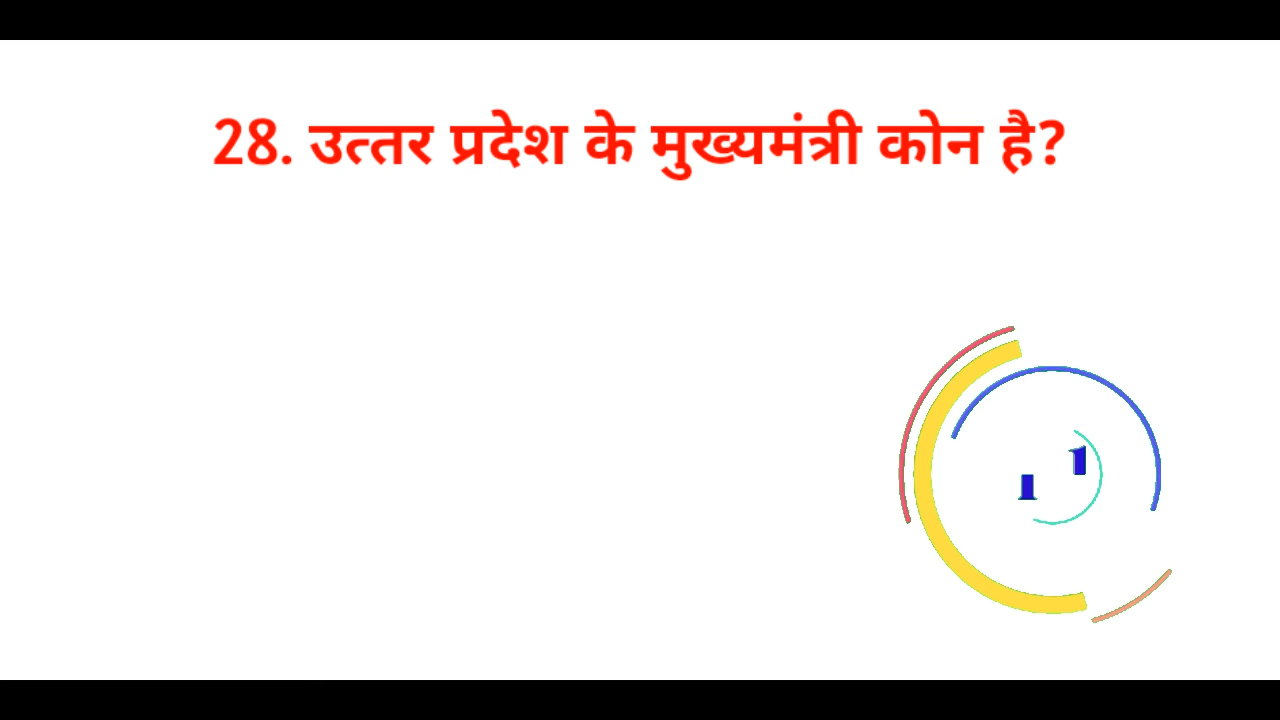 28. उत्तर प्रदेश के मुख्यमंत्री कोन है?